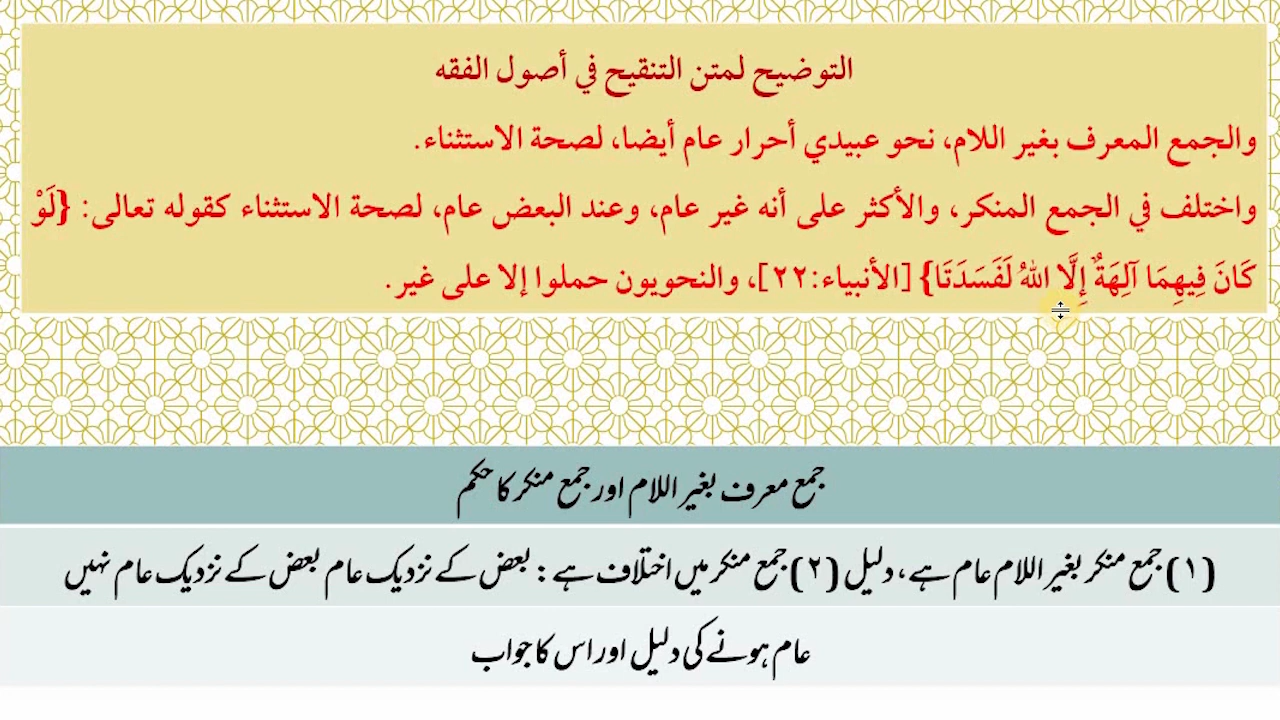 التوضيح لمتن التنقيح في أصول الفقه
والجمع المعرف بغير اللام، نحو عبيدي أحرار عام أيضا، لصحة الاستثناء.
واختلف في الجمع المنكر، والأكثر على أنه غير عام، وعند البعض عام، لصحة الاستثناء كقوله تعالى: {لَوْ
كَانَ فِيهِمَا آلِهَةٌ إِلَّا اللهُ لَفَسَدَتَا} [الأنبياء:٢٢]، والنحويون حملوا إلا على غير.
جمع معرف بغیر اللام اور جمع منکر کا حکم
(۱) جمع منکر بغیر اللام عام ہے، دلیل (۲) جمع منکر میں اختلاف ہے: بعض کے نزدیک عام بعض کے نزدیک عام نہیں
عام ہونے کی دلیل اور اس کا جواب